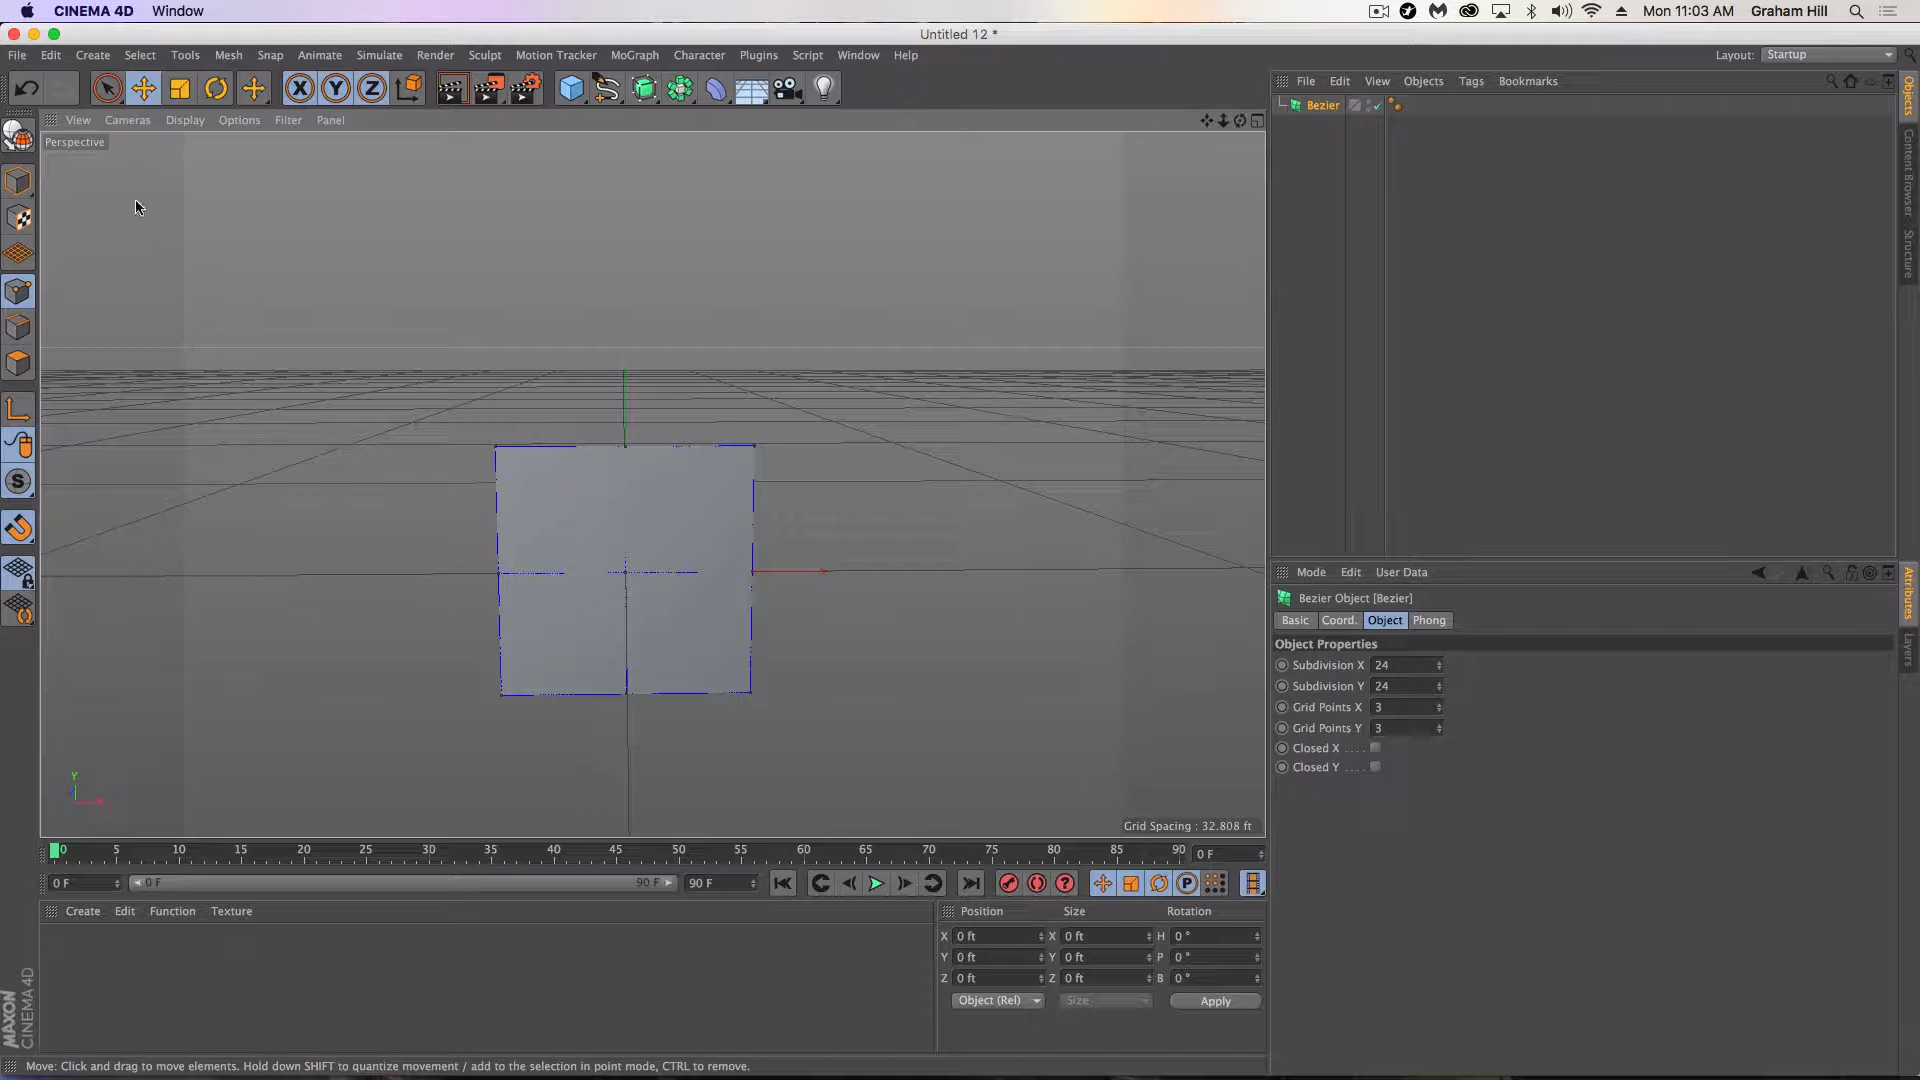 CINEMA 4D Window
Mon 11:03 AM Graham Hill
Untitled 12 *
File Edit Create Select Tools Mesh Snap Animate Simulate Render Sculpt Motion Tracker MoGraph Character Plugins Script Window Help
Layout: Startup
X Y Z
File Edit View Objects Tags Bookmarks
View Cameras Display Options Filter Panel
Bezier
Perspective
Objects
Content Browser
Structure
S
Y
Grid Spacing : 32.808 ft
Mode Edit User Data
Bezier Object [Bezier]
Basic Coord. Object Phong
Object Properties
Subdivision X 24
Subdivision Y 24
Grid Points X 3
Grid Points Y 3
Closed X
Closed Y
Attributes
Layers
0 5 10 15 20 25 30 35 40 45 50 55 60 65 70 75 80 85 90 0 F
0 F 0 F 90 F 90 F
? P
Create Edit Function Texture
Position Size Rotation
X 0 ft X 0 ft H 0 °
Y 0 ft Y 0 ft P 0 °
Z 0 ft Z 0 ft B 0 °
Object (Rel) Size Apply
MAXON
CINEMA 4D
Move: Click and drag to move elements. Hold down SHIFT to quantize movement / add to the selection in point mode, CTRL to remove.